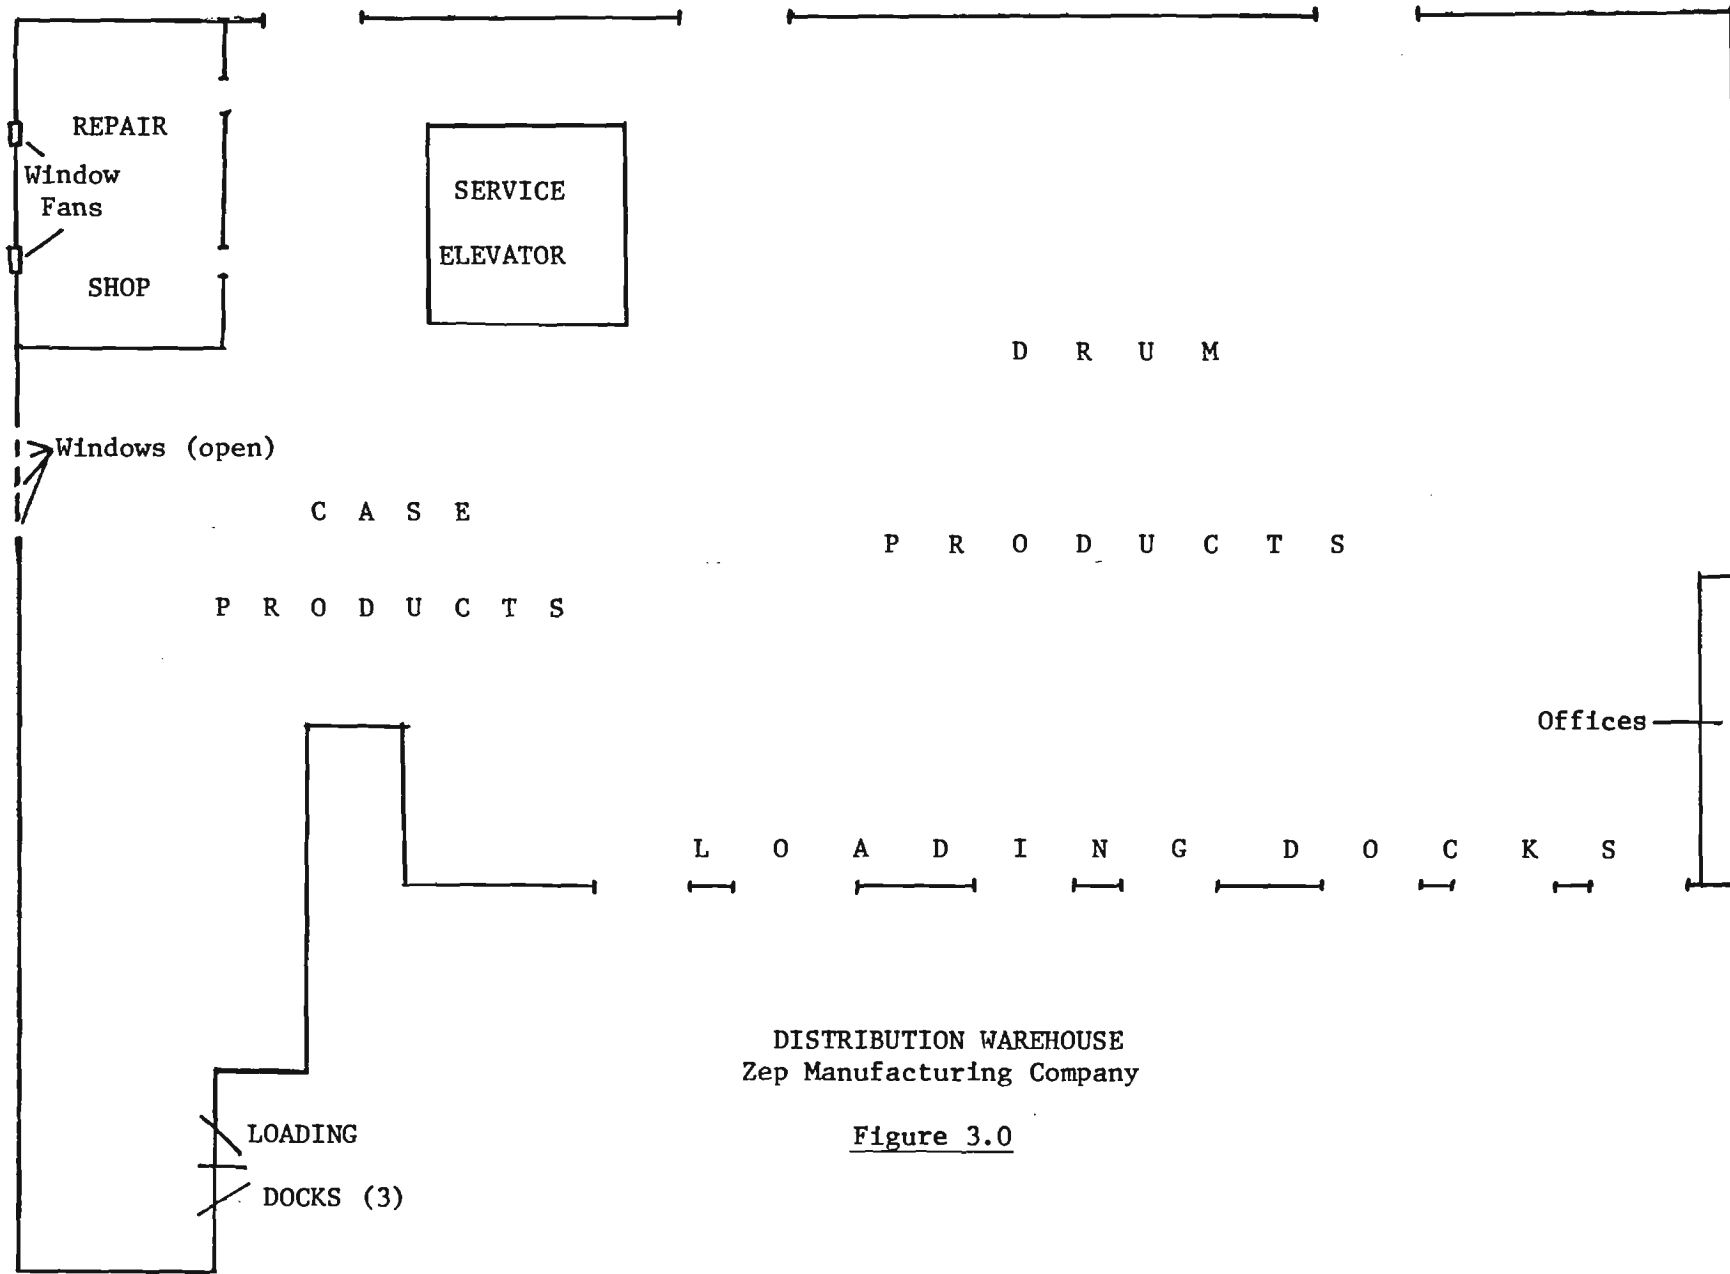 REPAIR
Window
Fans
SHOP
SERVICE
ELEVATOR
D R U M
Windows (open)
C A S E
P R O D U C T S
P R O D U C T S
Offices
L O A D I N G D O C K S
DISTRIBUTION WAREHOUSE
Zep Manufacturing Company
Figure 3.0
LOADING
DOCKS (3)